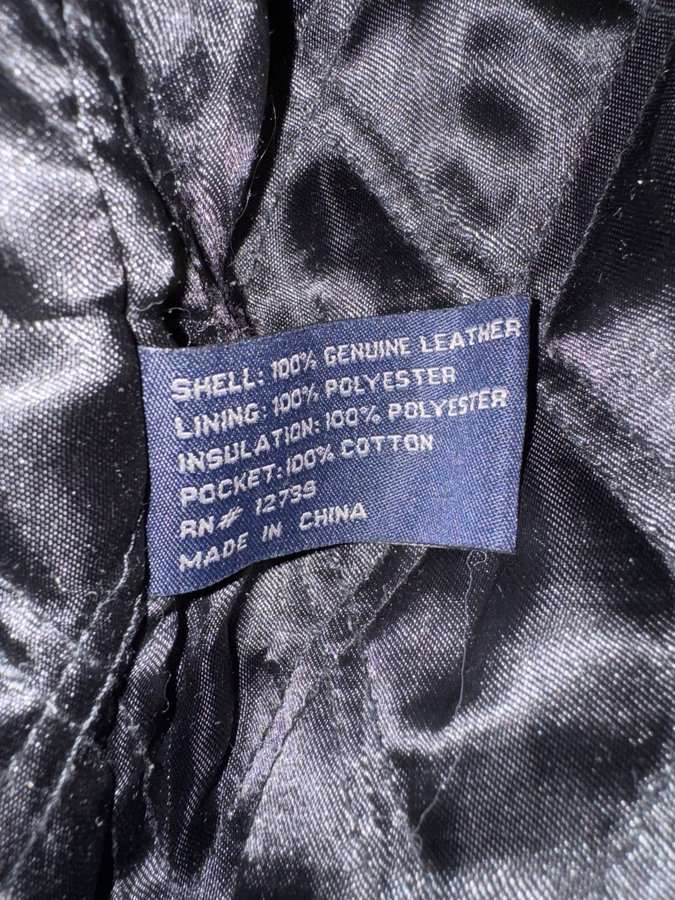 SHELL: 100% GENUINE LEATHER
LINING: 100% POLYESTER
INSULATION: 100% POLYESTER
POCKET: 100% COTTON
RN# 12739
MADE IN CHINA